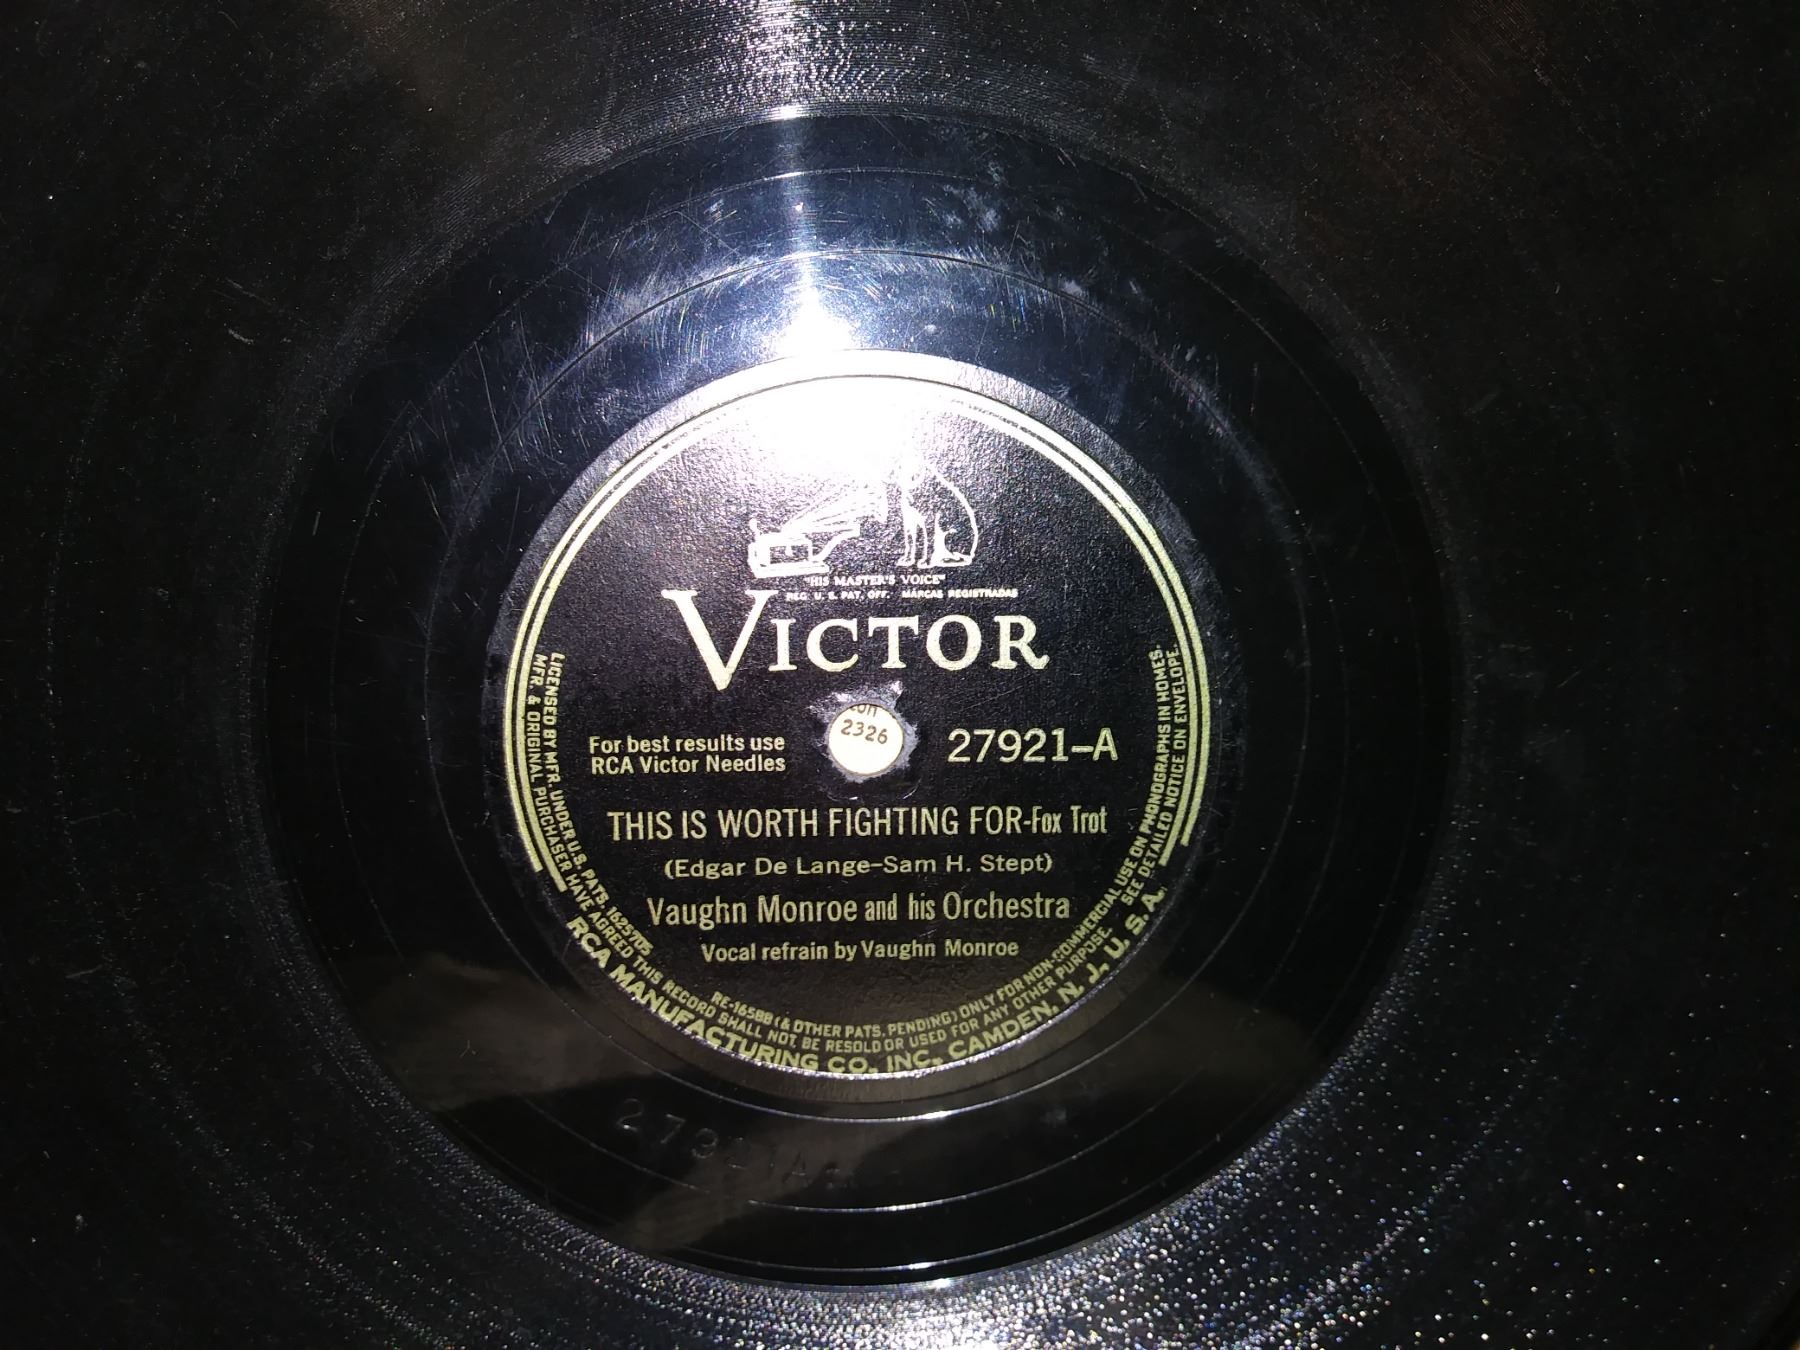 "HIS MASTER'S VOICE"
REG. U. S. PAT. OFF. MARCAS REGISTRADAS
VICTOR
For best results use
RCA Victor Needles
2326
27921-A
THIS IS WORTH FIGHTING FOR-Fox Trot
(Edgar De Lange-Sam H. Stept)
Vaughn Monroe and his Orchestra
Vocal refrain by Vaughn Monroe
LICENSED BY MFR. UNDER U.S. PATS. 1625705 RE-16588 (& OTHER PATS. PENDING) ONLY FOR NON-COMMERCIAL USE ON PHONOGRAPHS IN HOMES.
MFR. & ORIGINAL PURCHASER HAVE AGREED THIS RECORD SHALL NOT BE RESOLD OR USED FOR ANY OTHER PURPOSE. SEE DETAILED NOTICE ON ENVELOPE.
RCA MANUFACTURING CO., INC., CAMDEN, N. J., U. S. A.